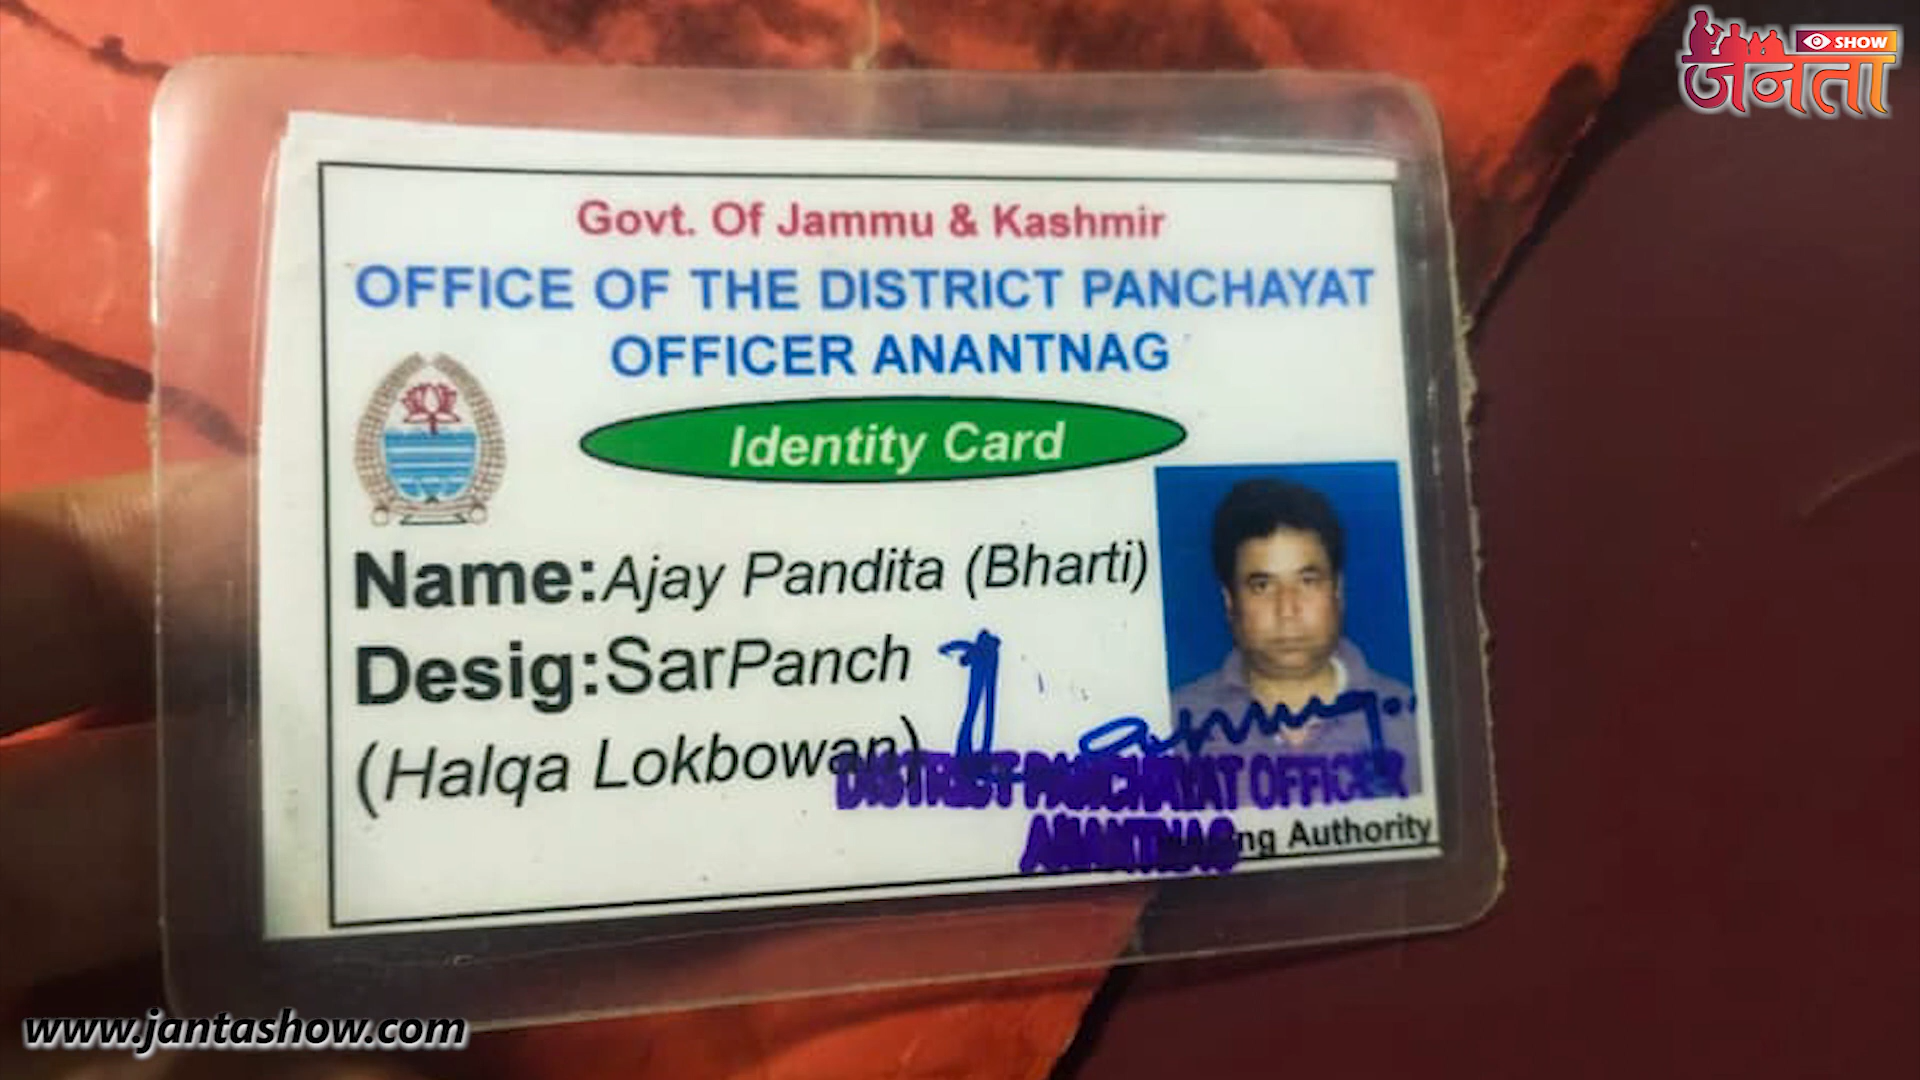 SHOW
जनता
Govt. Of Jammu & Kashmir
OFFICE OF THE DISTRICT PANCHAYAT
OFFICER ANANTNAG
Identity Card
Name:Ajay Pandita (Bharti)
Desig:SarPanch
(Halqa Lokbowan)
DISTRICT PANCHAYAT OFFICER
ANANTNAG
Authority
www.jantashow.com